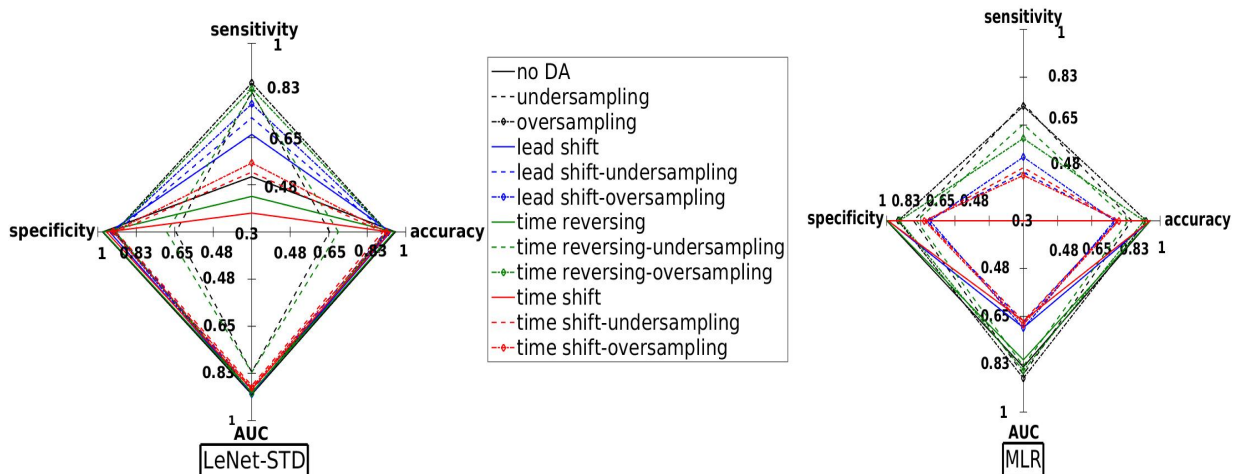 sensitivity
1
0.83
0.65
0.48
specificity
1 0.83 0.65 0.48 0.3 0.48 0.65 0.83 1
accuracy
0.48
0.65
0.83
1
AUC
LeNet-STD
no DA
undersampling
oversampling
lead shift
lead shift-undersampling
lead shift-oversampling
time reversing
time reversing-undersampling
time reversing-oversampling
time shift
time shift-undersampling
time shift-oversampling
sensitivity
1
0.83
0.65
0.48
1 0.83 0.65 0.48
specificity
0.3
accuracy
0.48 0.65 0.83 1
0.48
0.65
0.83
1
AUC
MLR